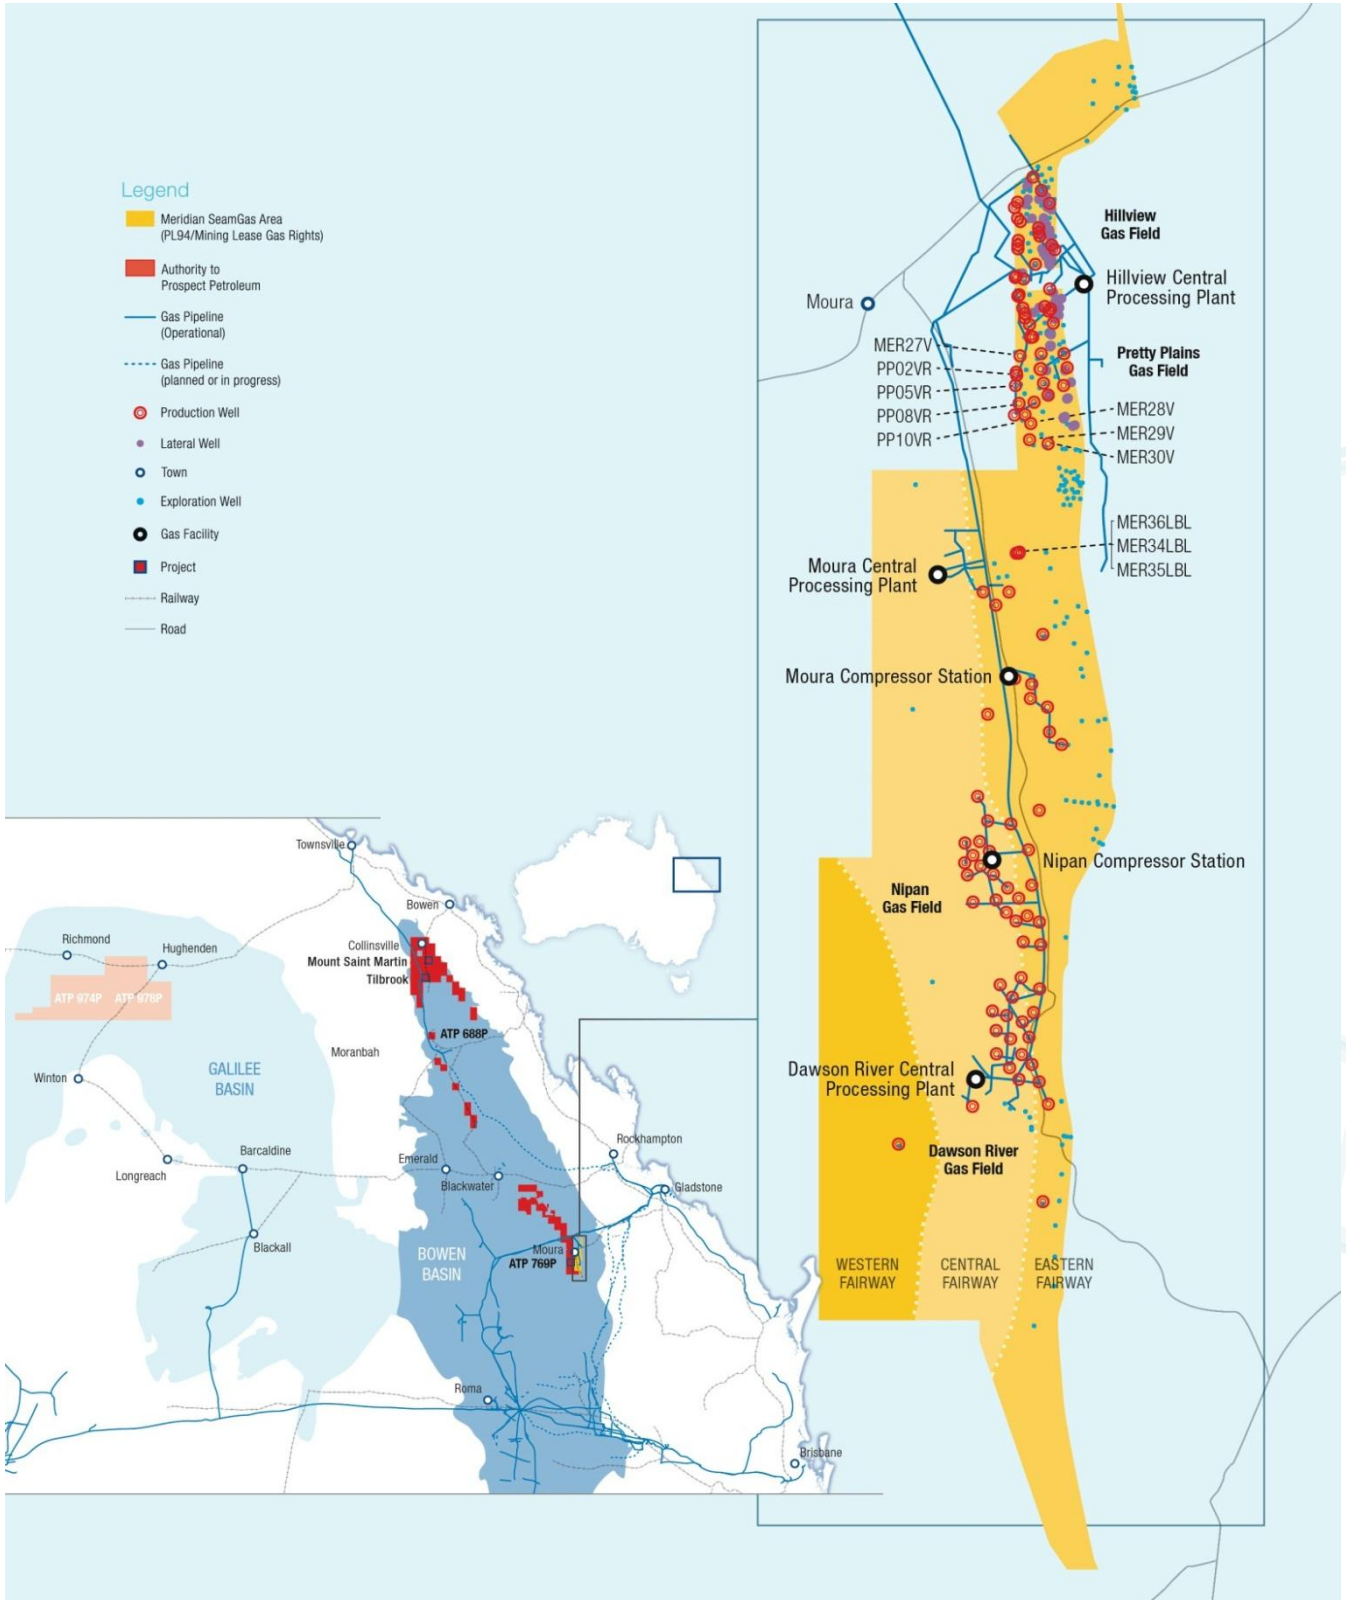 Legend
Meridian SeamGas Area
(PL94/Mining Lease Gas Rights)
Authority to
Prospect Petroleum
Gas Pipeline
(Operational)
Gas Pipeline
(planned or in progress)
Production Well
Lateral Well
Town
Exploration Well
Gas Facility
Project
Railway
Road
Hillview
Gas Field
Hillview Central
Processing Plant
Moura
MER27V
PP02VR
PP05VR
PP08VR
PP10VR
Pretty Plains
Gas Field
MER28V
MER29V
MER30V
MER36LBL
MER34LBL
MER35LBL
Moura Central
Processing Plant
Moura Compressor Station
Nipan Compressor Station
Nipan
Gas Field
Dawson River Central
Processing Plant
Dawson River
Gas Field
WESTERN
FAIRWAY
CENTRAL
FAIRWAY
EASTERN
FAIRWAY
Townsville
Bowen
Richmond
Hughenden
Collinsville
Mount Saint Martin
Tilbrook
ATP 974P
ATP 978P
ATP 688P
Moranbah
Winton
GALILEE
BASIN
Rockhampton
Barcaldine
Emerald
Longreach
Blackwater
Gladstone
Blackall
Moura
ATP 769P
BOWEN
BASIN
Roma
Brisbane